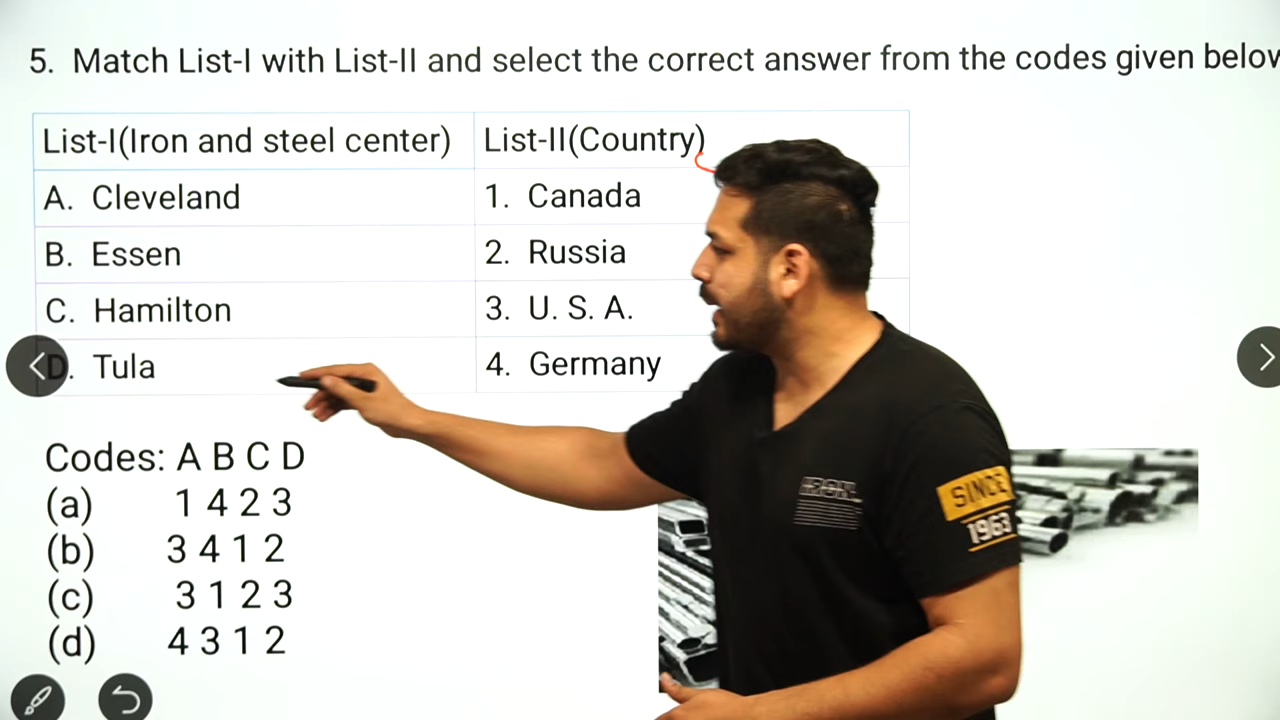 5. Match List-I with List-II and select the correct answer from the codes given
List-I(Iron and steel center) List-II(Country)
A. Cleveland 1. Canada
B. Essen 2. Russia
C. Hamilton 3. U. S. A.
D. Tula 4. Germany
Codes: A B C D
(a) 1 4 2 3
(b) 3 4 1 2
(c) 3 1 2 3
(d) 4 3 1 2
SINCE
1963